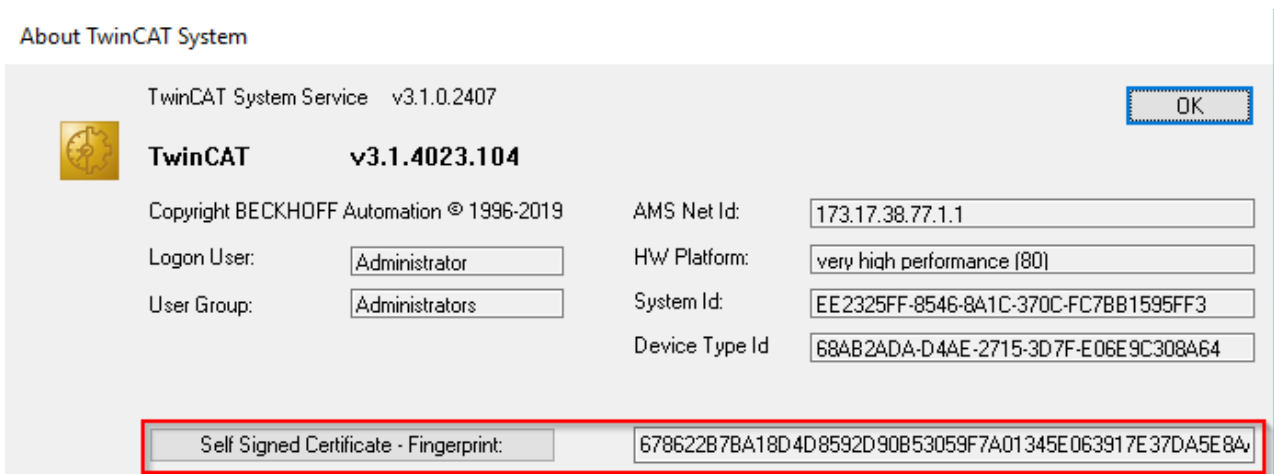 About TwinCAT System
TwinCAT System Service v3.1.0.2407
OK
TwinCAT v3.1.4023.104
Copyright BECKHOFF Automation © 1996-2019
AMS Net Id: 173.17.38.77.1.1
Logon User: Administrator
HW Platform: very high performance (80)
User Group: Administrators
System Id: EE2325FF-8546-8A1C-370C-FC7BB1595FF3
Device Type Id 68AB2ADA-D4AE-2715-3D7F-E06E9C308A64
Self Signed Certificate - Fingerprint: 678622B7BA18D4D8592D90B53059F7A01345E063917E37DA5E8A